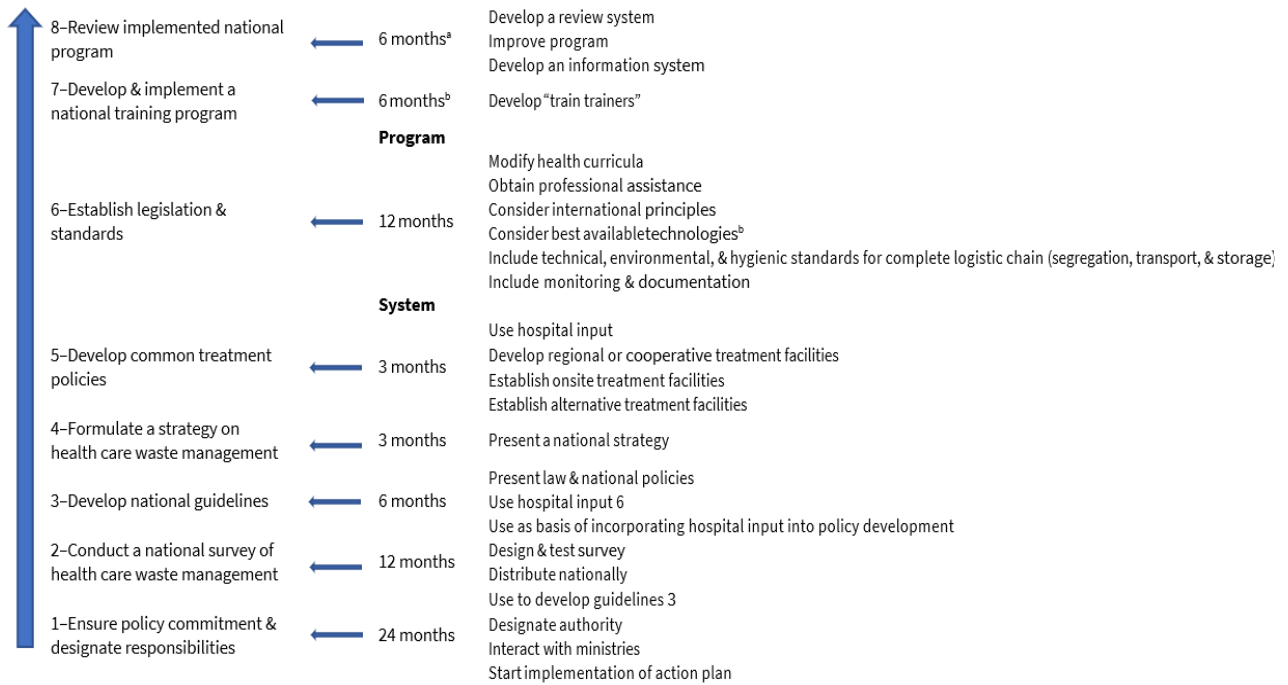 8–Review implemented national
program
6 monthsᵃ
Develop a review system
Improve program
Develop an information system
7–Develop & implement a
national training program
6 monthsᵇ
Develop “train trainers”
Program
6–Establish legislation &
standards
12 months
Modify health curricula
Obtain professional assistance
Consider international principles
Consider best available technologiesᵇ
Include technical, environmental, & hygienic standards for complete logistic chain (segregation, transport, & storage)
Include monitoring & documentation
System
5–Develop common treatment
policies
3 months
Use hospital input
Develop regional or cooperative treatment facilities
Establish onsite treatment facilities
Establish alternative treatment facilities
4–Formulate a strategy on
health care waste management
3 months
Present a national strategy
3–Develop national guidelines
6 months
Present law & national policies
Use hospital input 6
Use as basis of incorporating hospital input into policy development
2–Conduct a national survey of
health care waste management
12 months
Design & test survey
Distribute nationally
Use to develop guidelines 3
1–Ensure policy commitment &
designate responsibilities
24 months
Designate authority
Interact with ministries
Start implementation of action plan